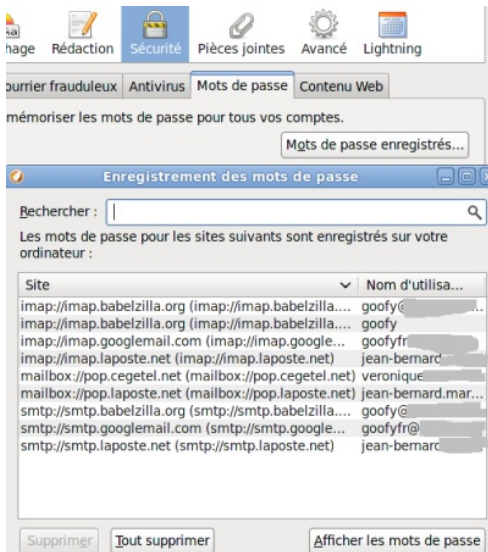 hage Rédaction Sécurité Pièces jointes Avancé Lightning
ourrier frauduleux Antivirus Mots de passe Contenu Web
mémoriser les mots de passe pour tous vos comptes.
Mots de passe enregistrés...
Enregistrement des mots de passe
Rechercher :
Les mots de passe pour les sites suivants sont enregistrés sur votre
ordinateur :
Site Nom d'utilisa...
imap://imap.babelzilla.org (imap://imap.babelzilla.... goofy@
imap://imap.babelzilla.org (imap://imap.babelzilla.... goofy
imap://imap.googlemail.com (imap://imap.google... goofyfr
imap://imap.laposte.net (imap://imap.laposte.net) jean-bernard
mailbox://pop.cegetel.net (mailbox://pop.cegetel.net) veronique
mailbox://pop.laposte.net (mailbox://pop.laposte.net) jean-bernard.mar...
smtp://smtp.babelzilla.org (smtp://smtp.babelzilla.... goofy@
smtp://smtp.googlemail.com (smtp://smtp.google... goofyfr@
smtp://smtp.laposte.net (smtp://smtp.laposte.net) jean-bernard
Supprimer Tout supprimer Afficher les mots de passe